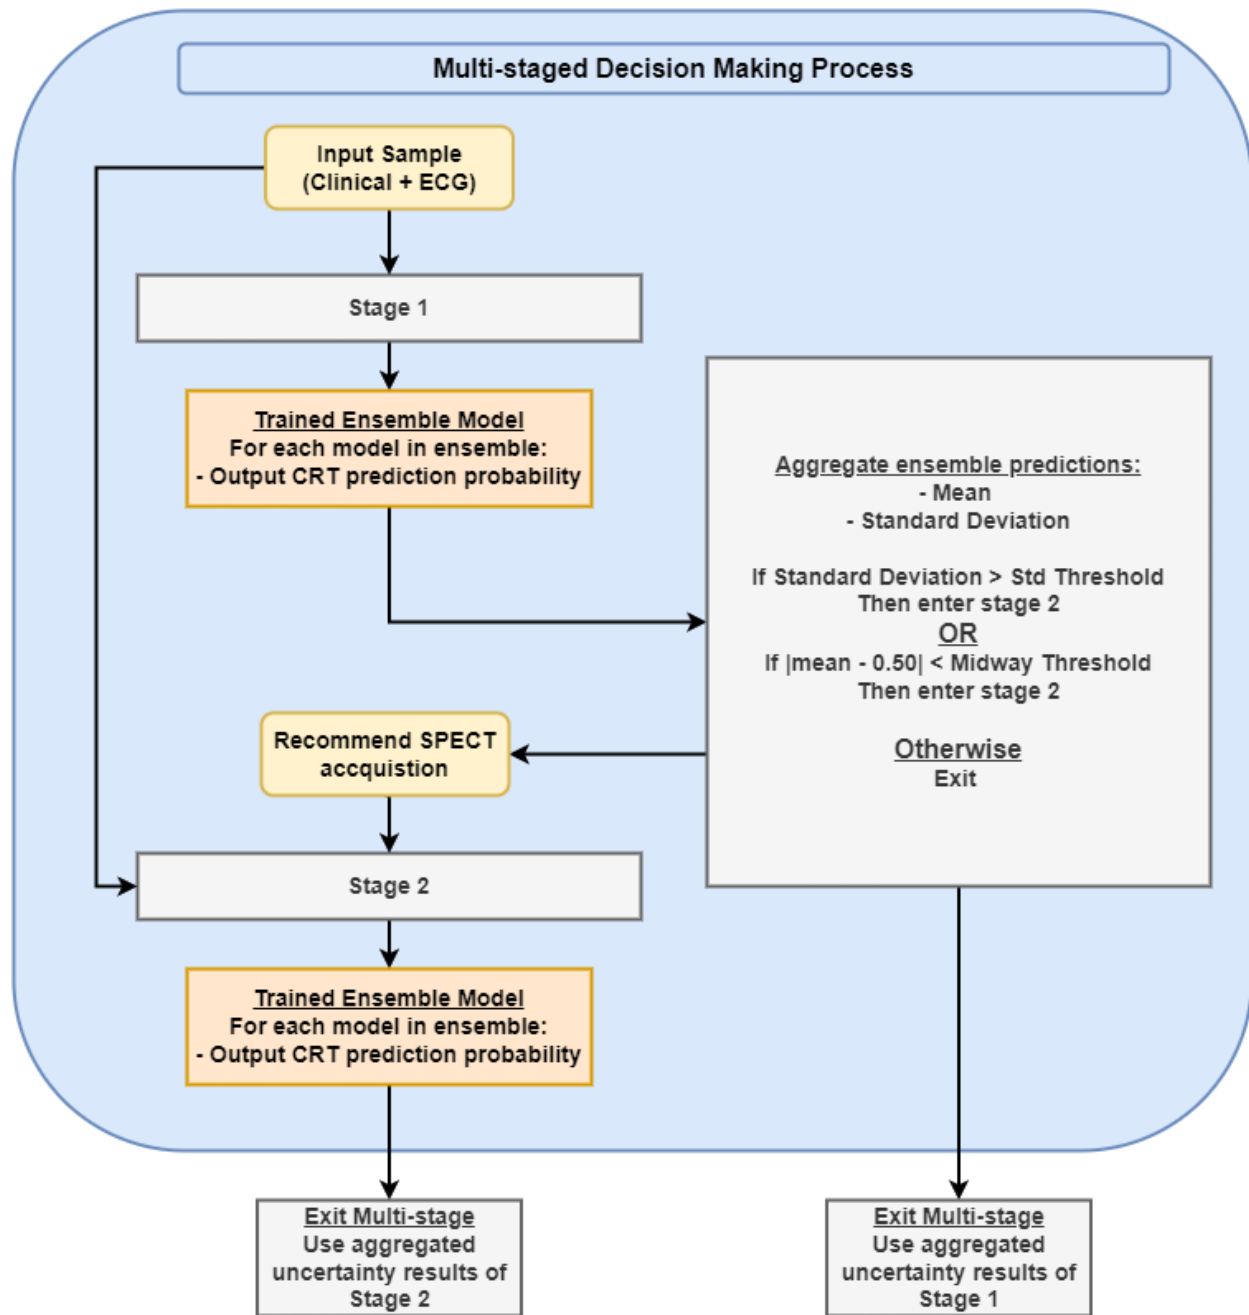 Multi-staged Decision Making Process
Input Sample
(Clinical + ECG)
Stage 1
Trained Ensemble Model
For each model in ensemble:
- Output CRT prediction probability
Aggregate ensemble predictions:
- Mean
- Standard Deviation
If Standard Deviation > Std Threshold
Then enter stage 2
OR
If |mean - 0.50| < Midway Threshold
Then enter stage 2
Otherwise
Exit
Recommend SPECT
accquistion
Stage 2
Trained Ensemble Model
For each model in ensemble:
- Output CRT prediction probability
Exit Multi-stage
Use aggregated
uncertainty results of
Stage 2
Exit Multi-stage
Use aggregated
uncertainty results of
Stage 1